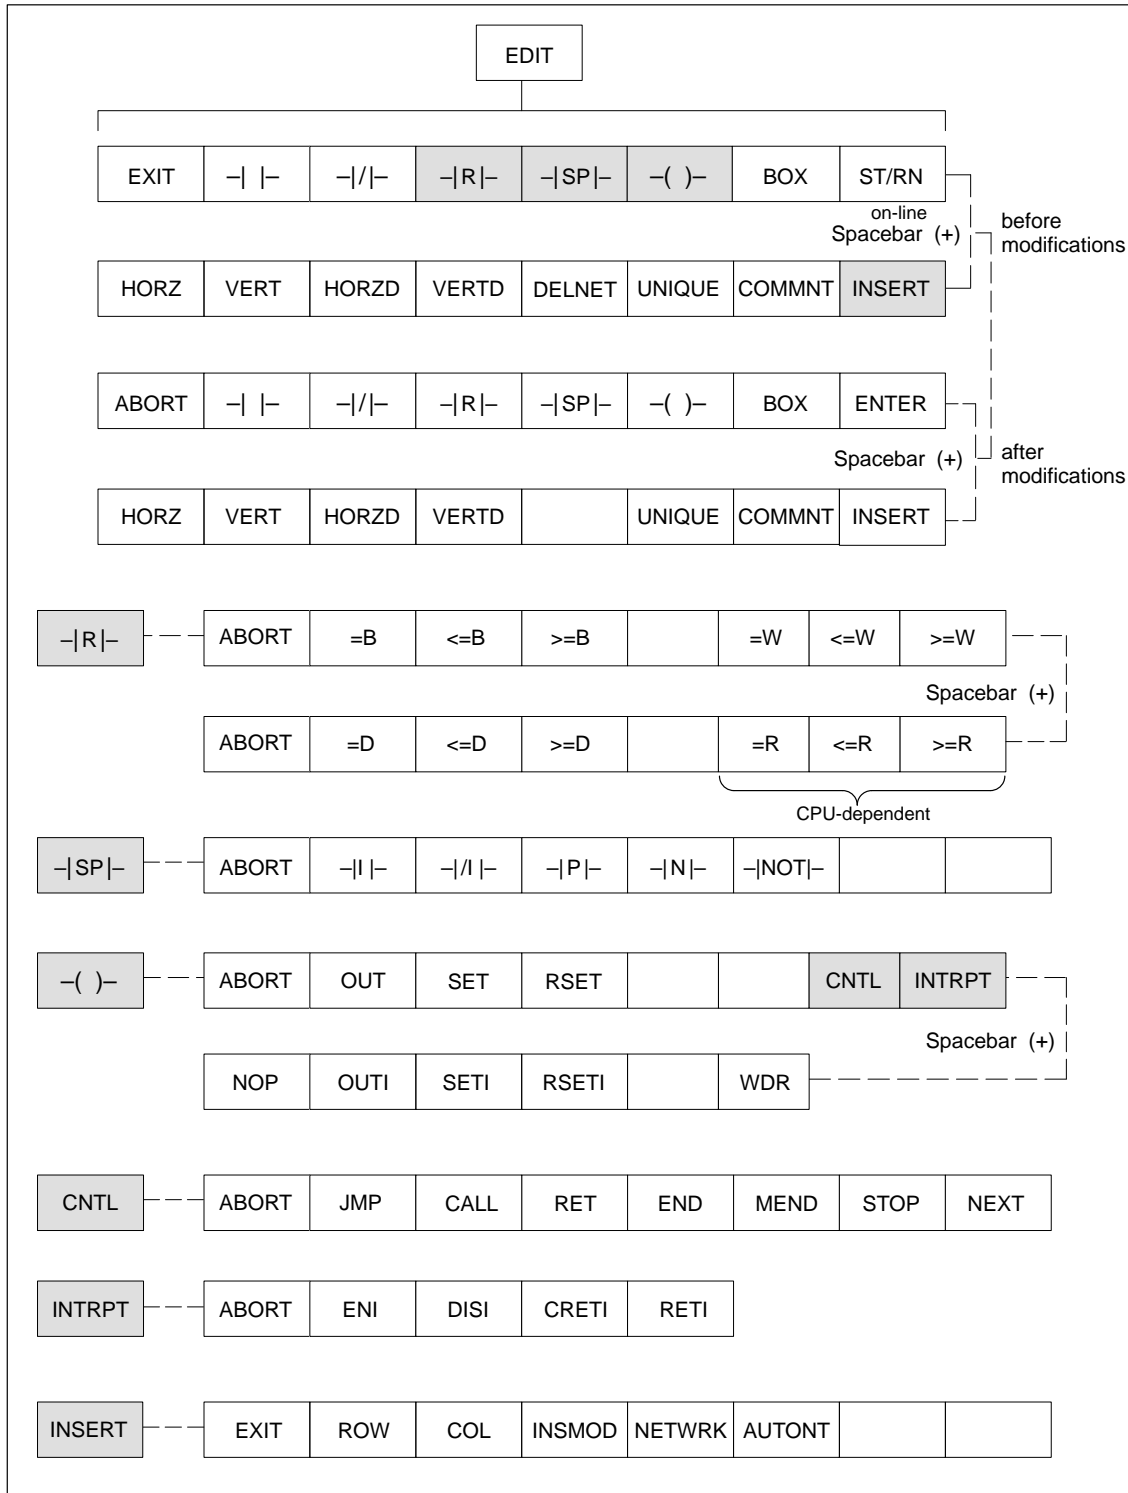 EDIT
EXIT –| |– –|/|– –|R|– –|SP|– –( )– BOX ST/RN
on-line
Spacebar (+)
before
modifications
HORZ VERT HORZD VERTD DELNET UNIQUE COMMNT INSERT
ABORT –| |– –|/|– –|R|– –|SP|– –( )– BOX ENTER
Spacebar (+)
after
modifications
HORZ VERT HORZD VERTD UNIQUE COMMNT INSERT
–|R|– ABORT =B <=B >=B =W <=W >=W
Spacebar (+)
ABORT =D <=D >=D =R <=R >=R
CPU-dependent
–|SP|– ABORT –|I |– –|/I |– –|P|– –|N|– –|NOT|–
–( )– ABORT OUT SET RSET CNTL INTRPT
Spacebar (+)
NOP OUTI SETI RSETI WDR
CNTL ABORT JMP CALL RET END MEND STOP NEXT
INTRPT ABORT ENI DISI CRETI RETI
INSERT EXIT ROW COL INSMOD NETWRK AUTONT